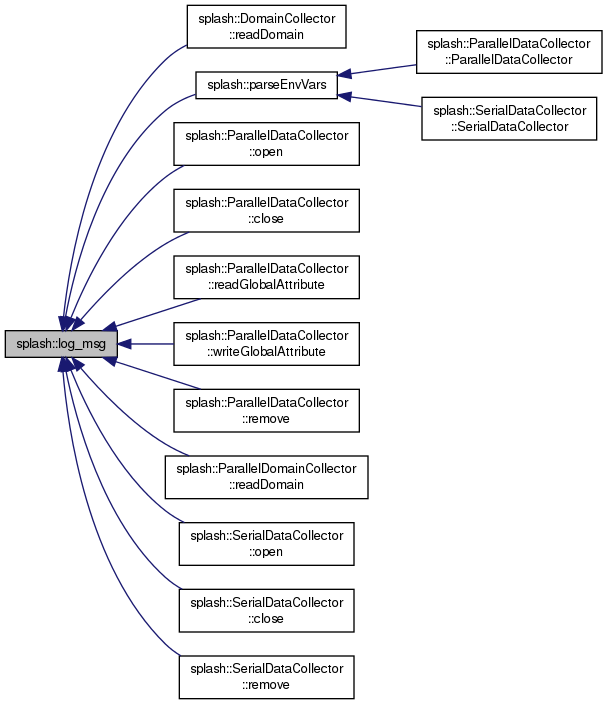 splash::DomainCollector
::readDomain
splash::ParallelDataCollector
::ParallelDataCollector
splash::parseEnvVars
splash::SerialDataCollector
::SerialDataCollector
splash::ParallelDataCollector
::open
splash::ParallelDataCollector
::close
splash::ParallelDataCollector
::readGlobalAttribute
splash::log_msg
splash::ParallelDataCollector
::writeGlobalAttribute
splash::ParallelDataCollector
::remove
splash::ParallelDomainCollector
::readDomain
splash::SerialDataCollector
::open
splash::SerialDataCollector
::close
splash::SerialDataCollector
::remove